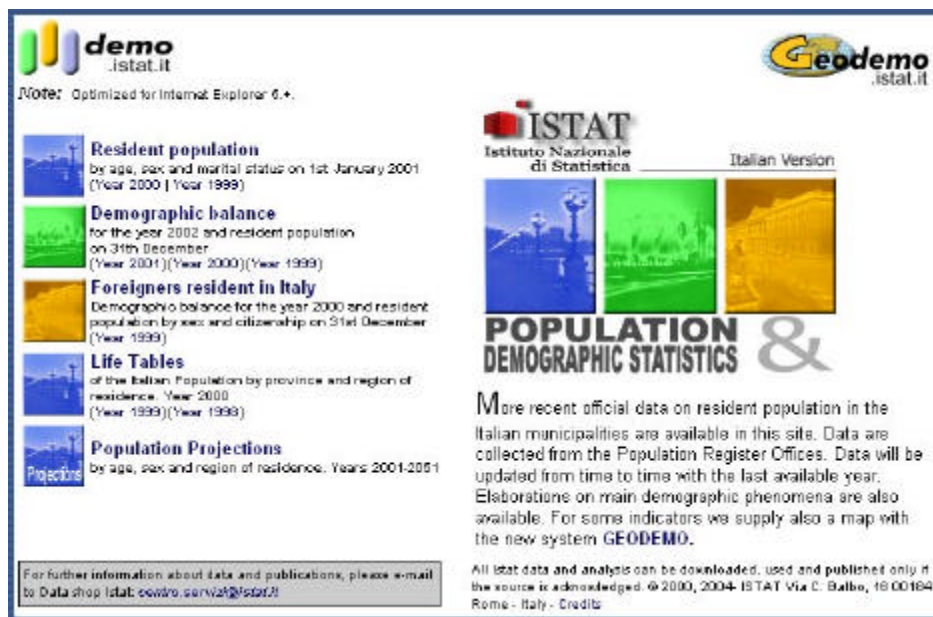 demo
.istat.it
Note: Optimized for Internet Explorer 6.+.
Resident population
by age, sex and marital status on 1st January 2001
(Year 2000 | Year 1999)
Demographic balance
for the year 2002 and resident population
on 31th December
(Year 2001)(Year 2000)(Year 1999)
Foreigners resident in Italy
Demographic balance for the year 2000 and resident
population by sex and citizenship on 31st December
(Year 1999)
Life Tables
of the Italian Population by province and region of
residence. Year 2000
(Year 1999)(Year 1998)
Projections
Population Projections
by age, sex and region of residence. Years 2001-2051
For further information about data and publications, please e-mail
to Data shop Istat: centro.servizi@istat.it
Geodemo
.istat.it
ISTAT
Istituto Nazionale
di Statistica
Italian Version
POPULATION &
DEMOGRAPHIC STATISTICS
More recent official data on resident population in the
Italian municipalities are available in this site. Data are
collected from the Population Register Offices. Data will be
updated from time to time with the last available year.
Elaborations on main demographic phenomena are also
available. For some indicators we supply also a map with
the new system GEODEMO.
All Istat data and analysis can be downloaded, used and published only if
the source is acknowledged. © 2000, 2004- ISTAT Via C. Balbo, 16 00184
Rome - Italy - Credits